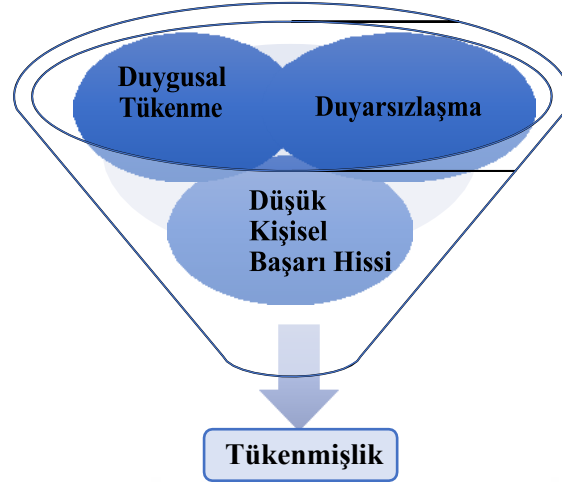 Duygusal
Tükenme
Duyarsızlaşma
Düşük
Kişisel
Başarı Hissi
Tükenmişlik